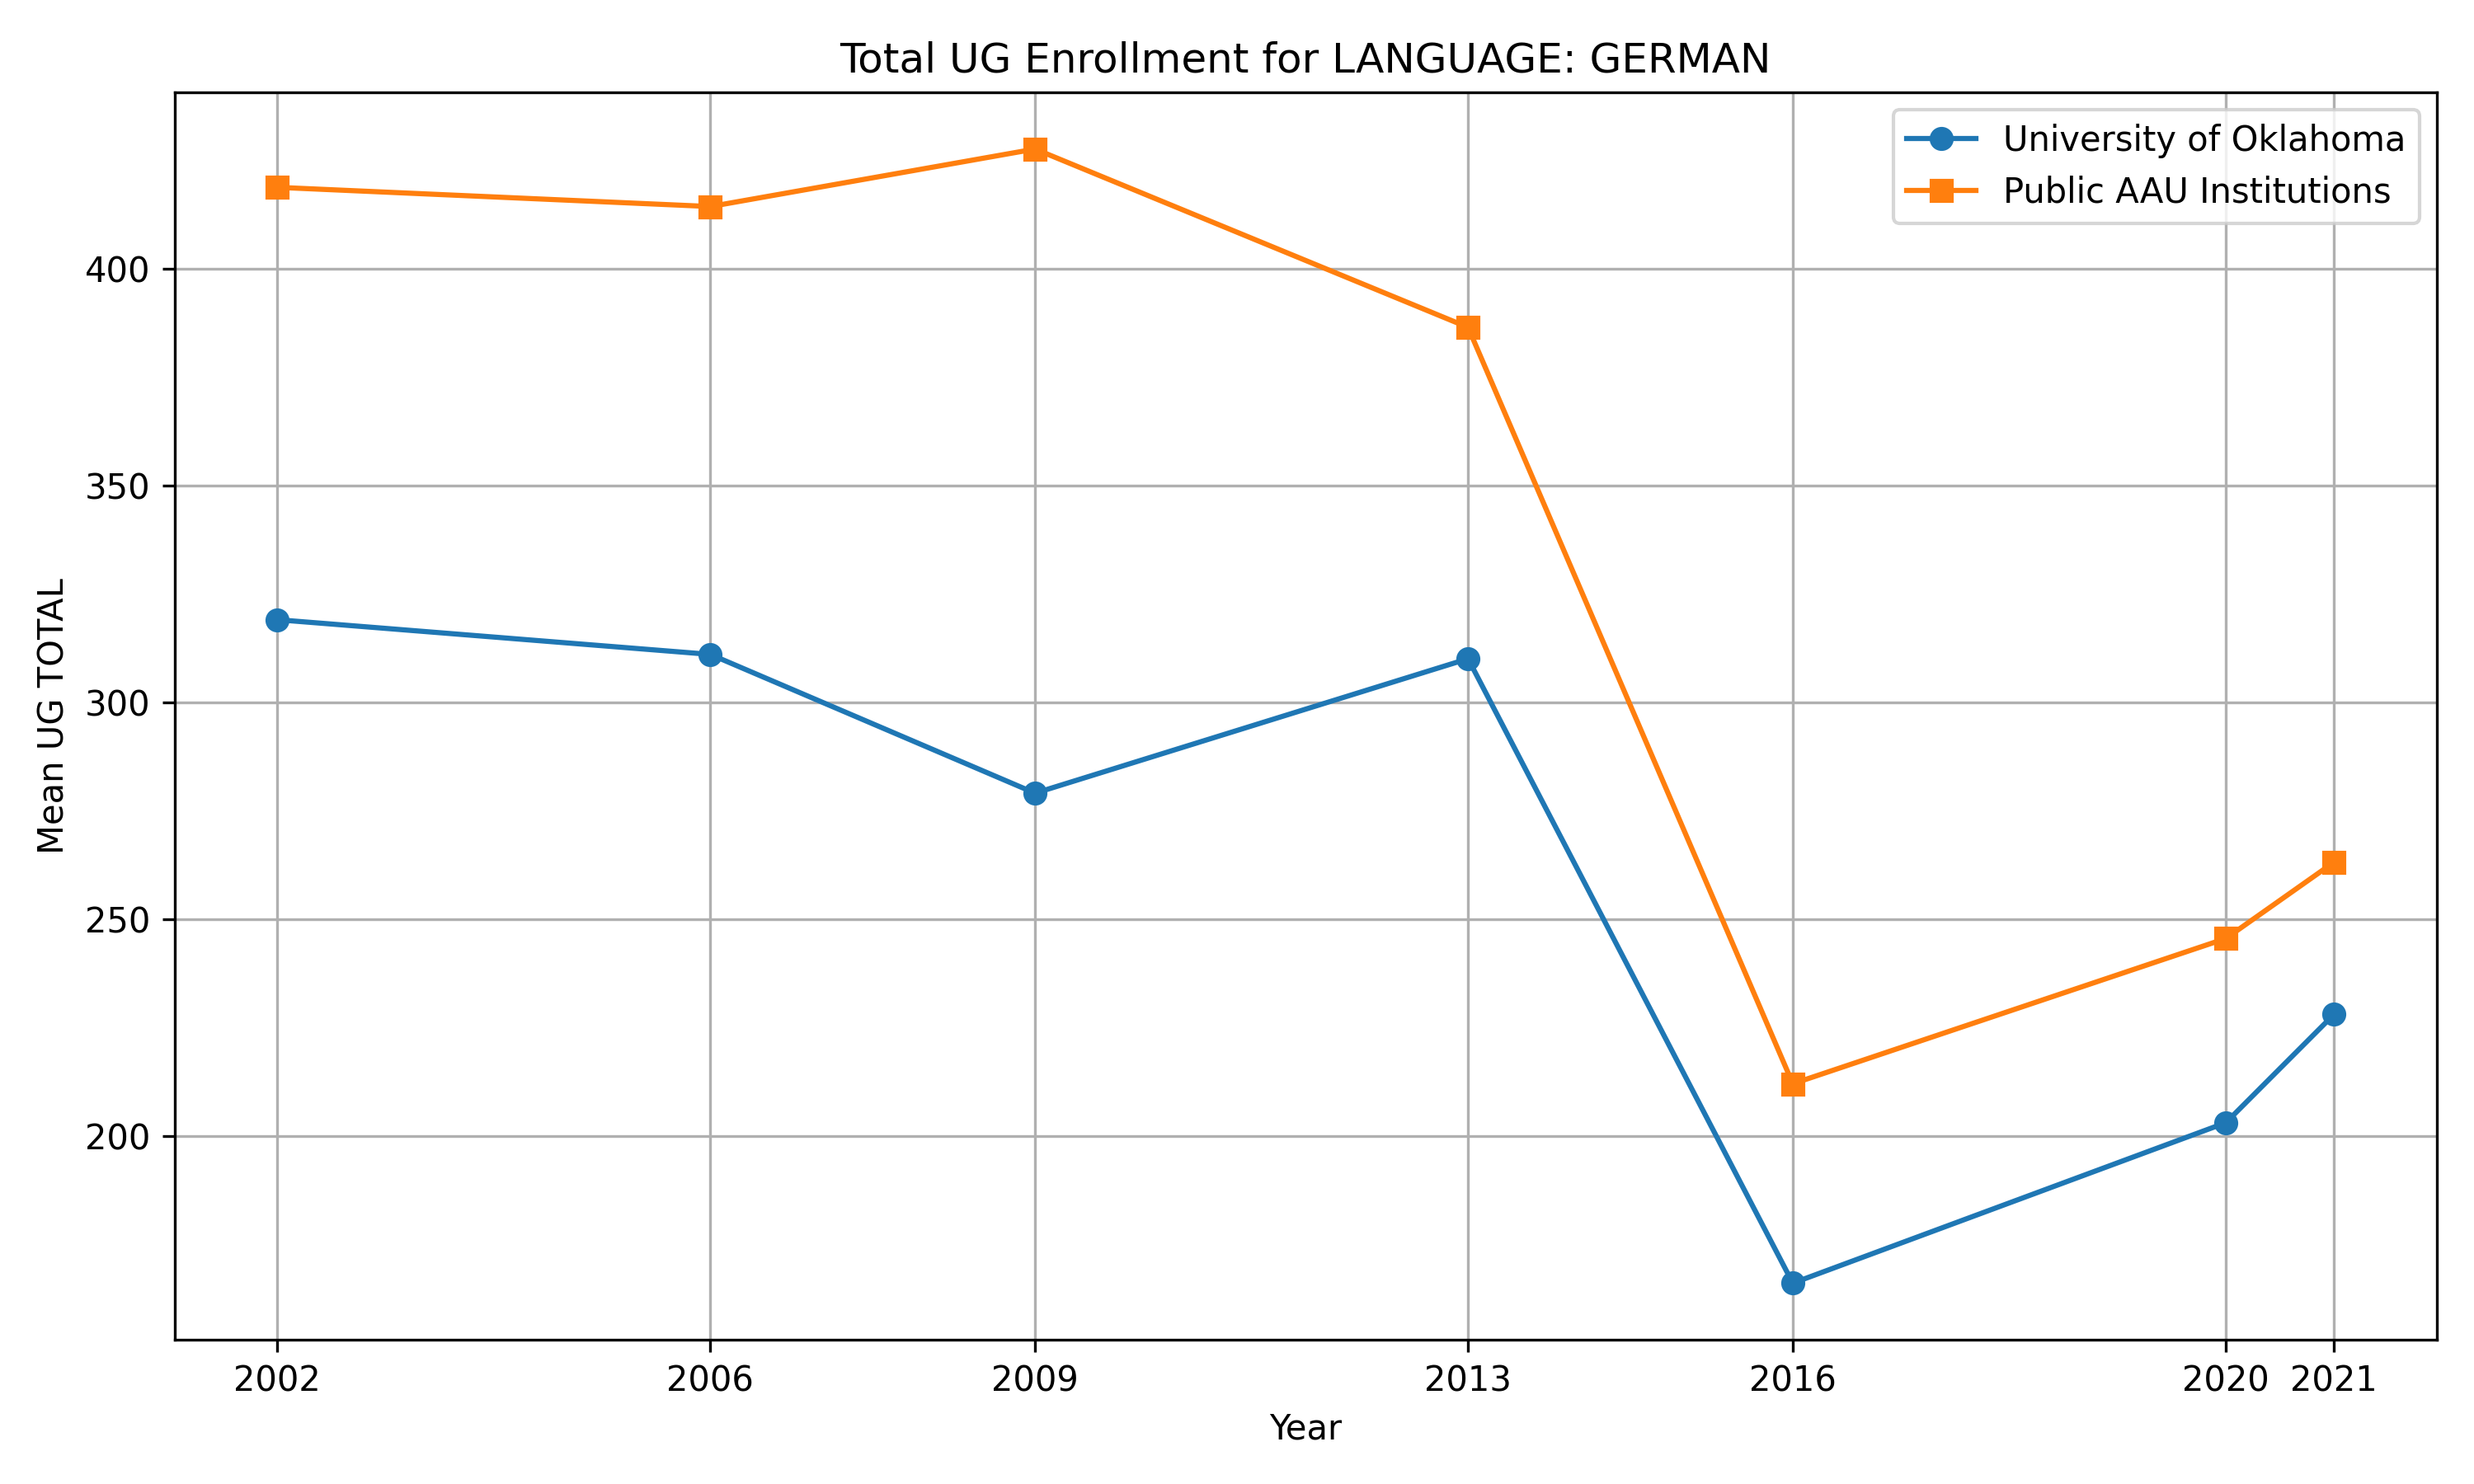 Total UG Enrollment for LANGUAGE: GERMAN
University of Oklahoma
Public AAU Institutions
400
350
300
250
200
Mean UG TOTAL
2002 2006 2009 2013 2016 2020 2021
Year